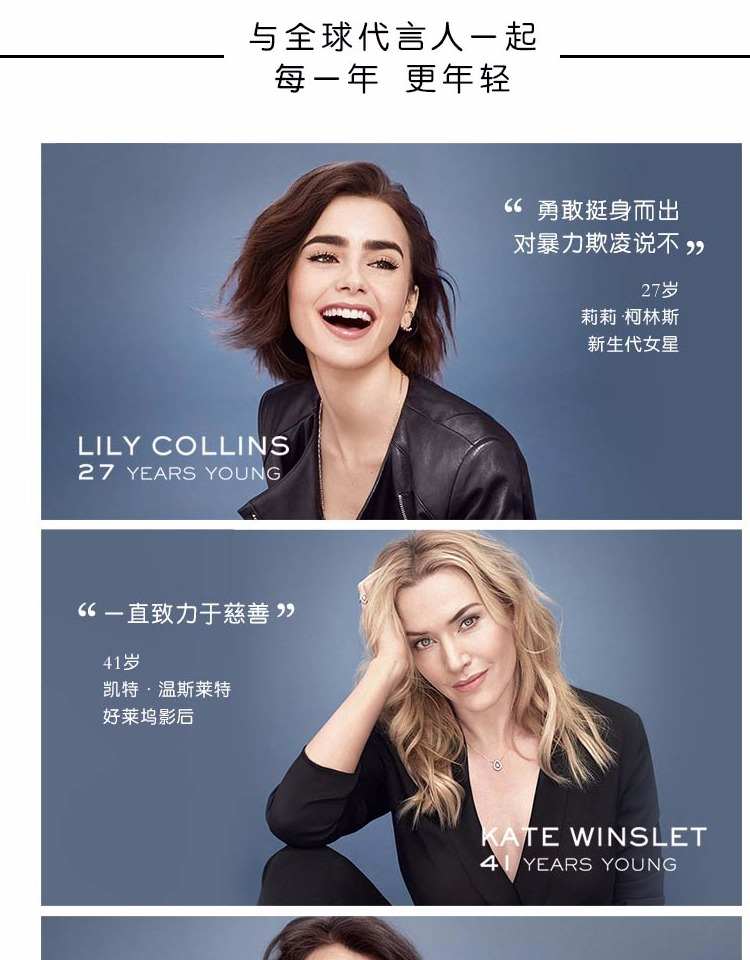 与全球代言人一起
每一年 更年轻
“ 勇敢挺身而出
对暴力欺凌说不 ”
27岁
莉莉·柯林斯
新生代女星
LILY COLLINS
27 YEARS YOUNG
“ 一直致力于慈善 ”
41岁
凯特 · 温斯莱特
好莱坞影后
KATE WINSLET
41 YEARS YOUNG